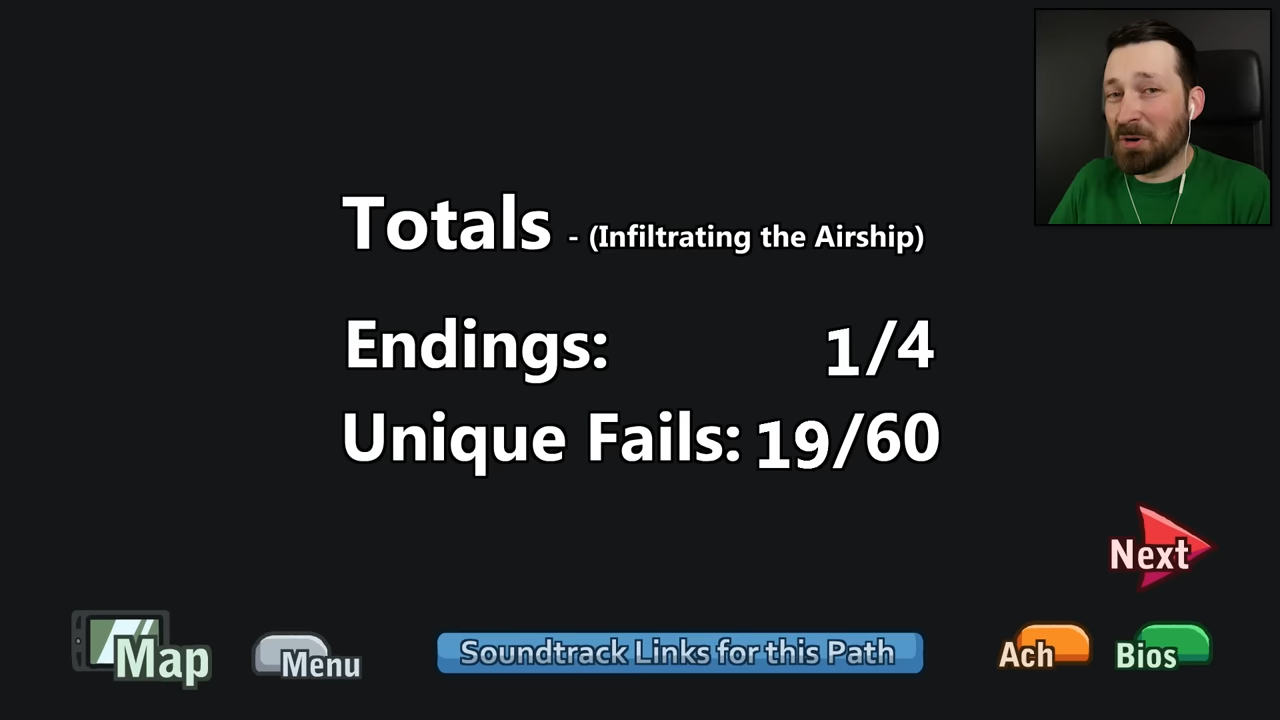 Totals - (Infiltrating the Airship)
Endings: 1/4
Unique Fails: 19/60
Next
Map
Menu
Soundtrack Links for this Path
Ach
Bios